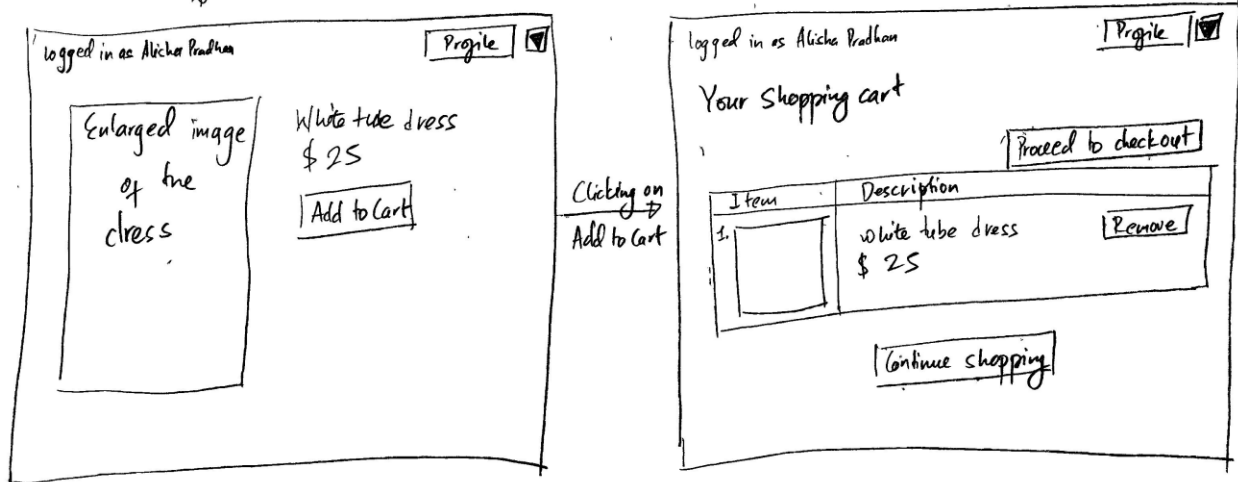 Logged in as Alisha Pradhan
Profile
Enlarged image
of the
dress
White tube dress
$ 25
Add to Cart
Clicking on
Add to Cart
logged in as Alisha Pradhan
Profile
Your Shopping cart
Proceed to checkout
Item
Description
1.
white tube dress
$ 25
Remove
Continue shopping